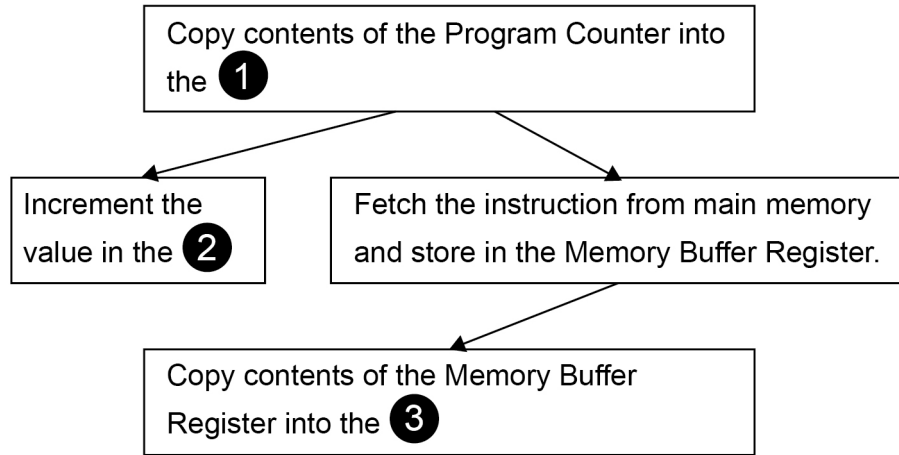 Copy contents of the Program Counter into
the 1
Increment the
value in the 2
Fetch the instruction from main memory
and store in the Memory Buffer Register.
Copy contents of the Memory Buffer
Register into the 3